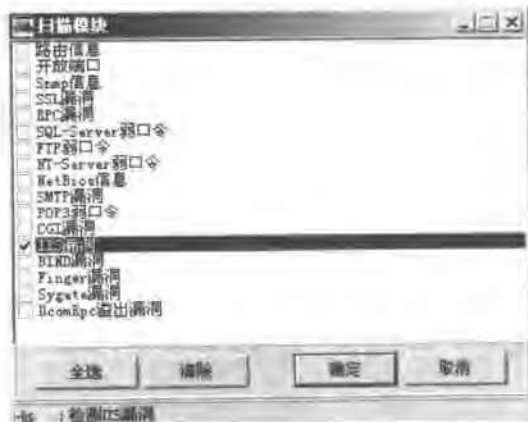 扫描模块
路由信息
开放端口
Snmp信息
SSL漏洞
RPC漏洞
SQL-Server弱口令
FTP弱口令
NT-Server弱口令
NetBios信息
SMTP漏洞
POP3弱口令
CGI漏洞
IIS漏洞
BIND漏洞
Finger漏洞
Sygate漏洞
DcomRpc溢出漏洞
全选
清除
确定
取消
-iis : 检测IIS漏洞